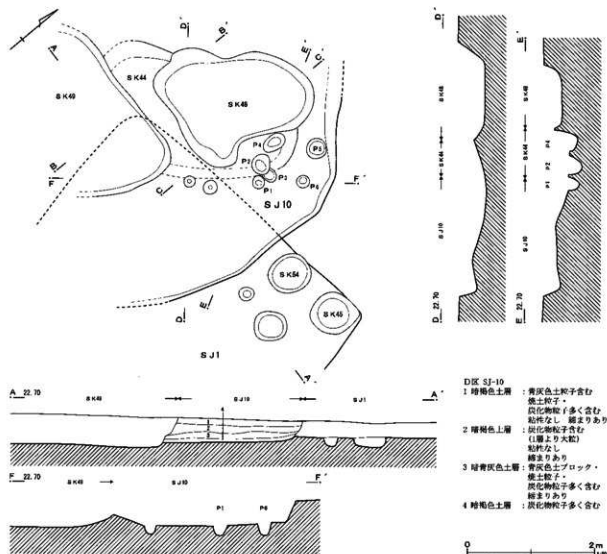 D'
B'
E'
C'
A
SK44
SK49
SK46
P4
P5
P2
P3
P1
P6
B
F
C
F'
SJ10
SK54
SK45
E
D
SJ1
A'
D'
E'
SK46
SK46
SK44
SK44
P4
P2
P1
SJ10
SJ10
22.70
22.70
D
E
A 22.70
SK49
SJ10
SJ1
A'
F 22.70
SK49
SJ10
F'
P1
P6
D区 SJ-10
1 暗褐色土層 : 青灰色土粒子含む
焼土粒子・
炭化物粒子多く含む
粘性なし 締まりあり
2 暗褐色土層 : 炭化物粒子含む
(1層より大粒)
粘性なし
締まりあり
3 暗青灰色土層 : 青灰色土ブロック・
焼土粒子・
炭化物粒子多く含む
締まりあり
4 暗褐色土層 : 炭化物粒子多く含む
0 2m